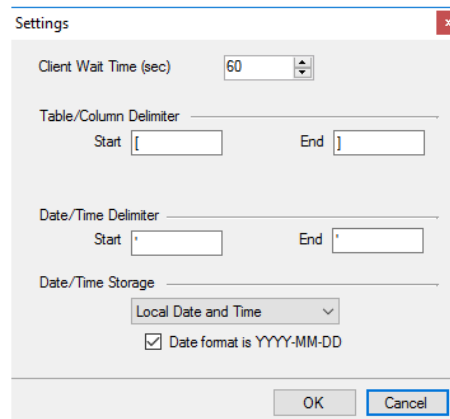 Settings
Client Wait Time (sec) 60
Table/Column Delimiter
Start [ End ]
Date/Time Delimiter
Start ' End '
Date/Time Storage
Local Date and Time
Date format is YYYY-MM-DD
OK Cancel